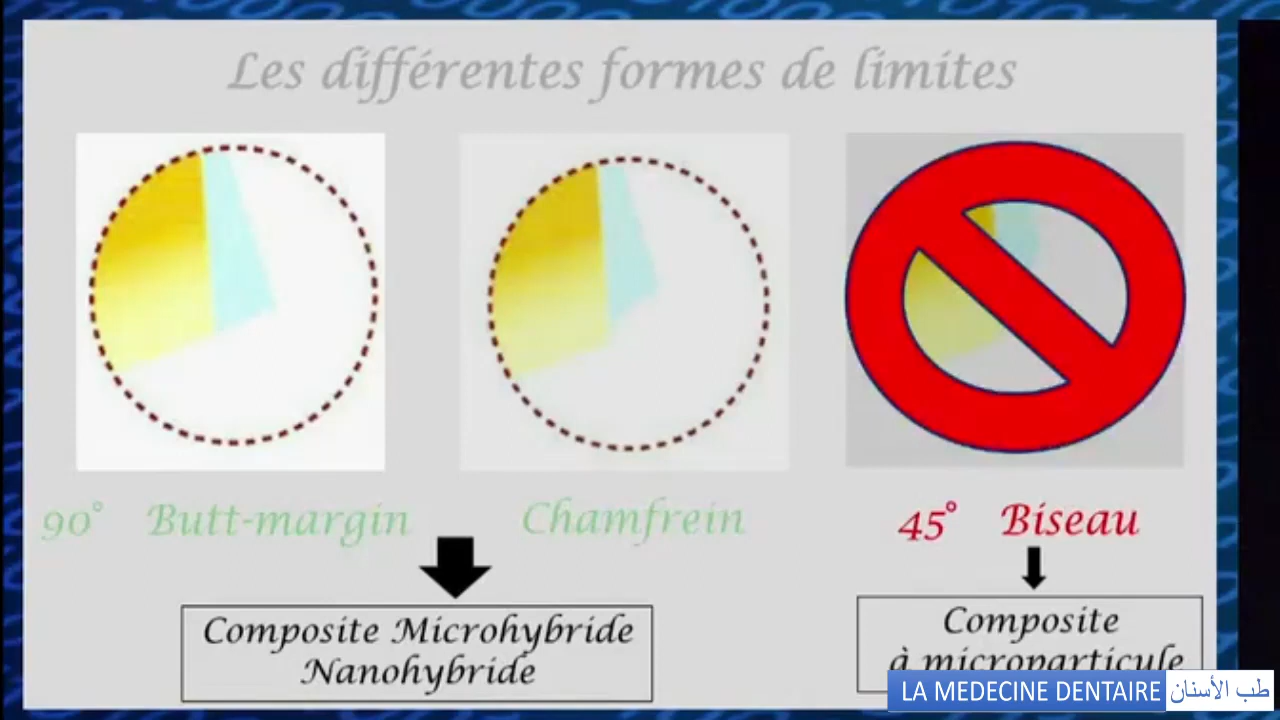 Les différentes formes de limites
90° Butt-margin
Chamfrein
45° Biseau
Composite Microhybride
Nanohybride
Composite
à microparticule
LA MEDECINE DENTAIRE طب الأسنان